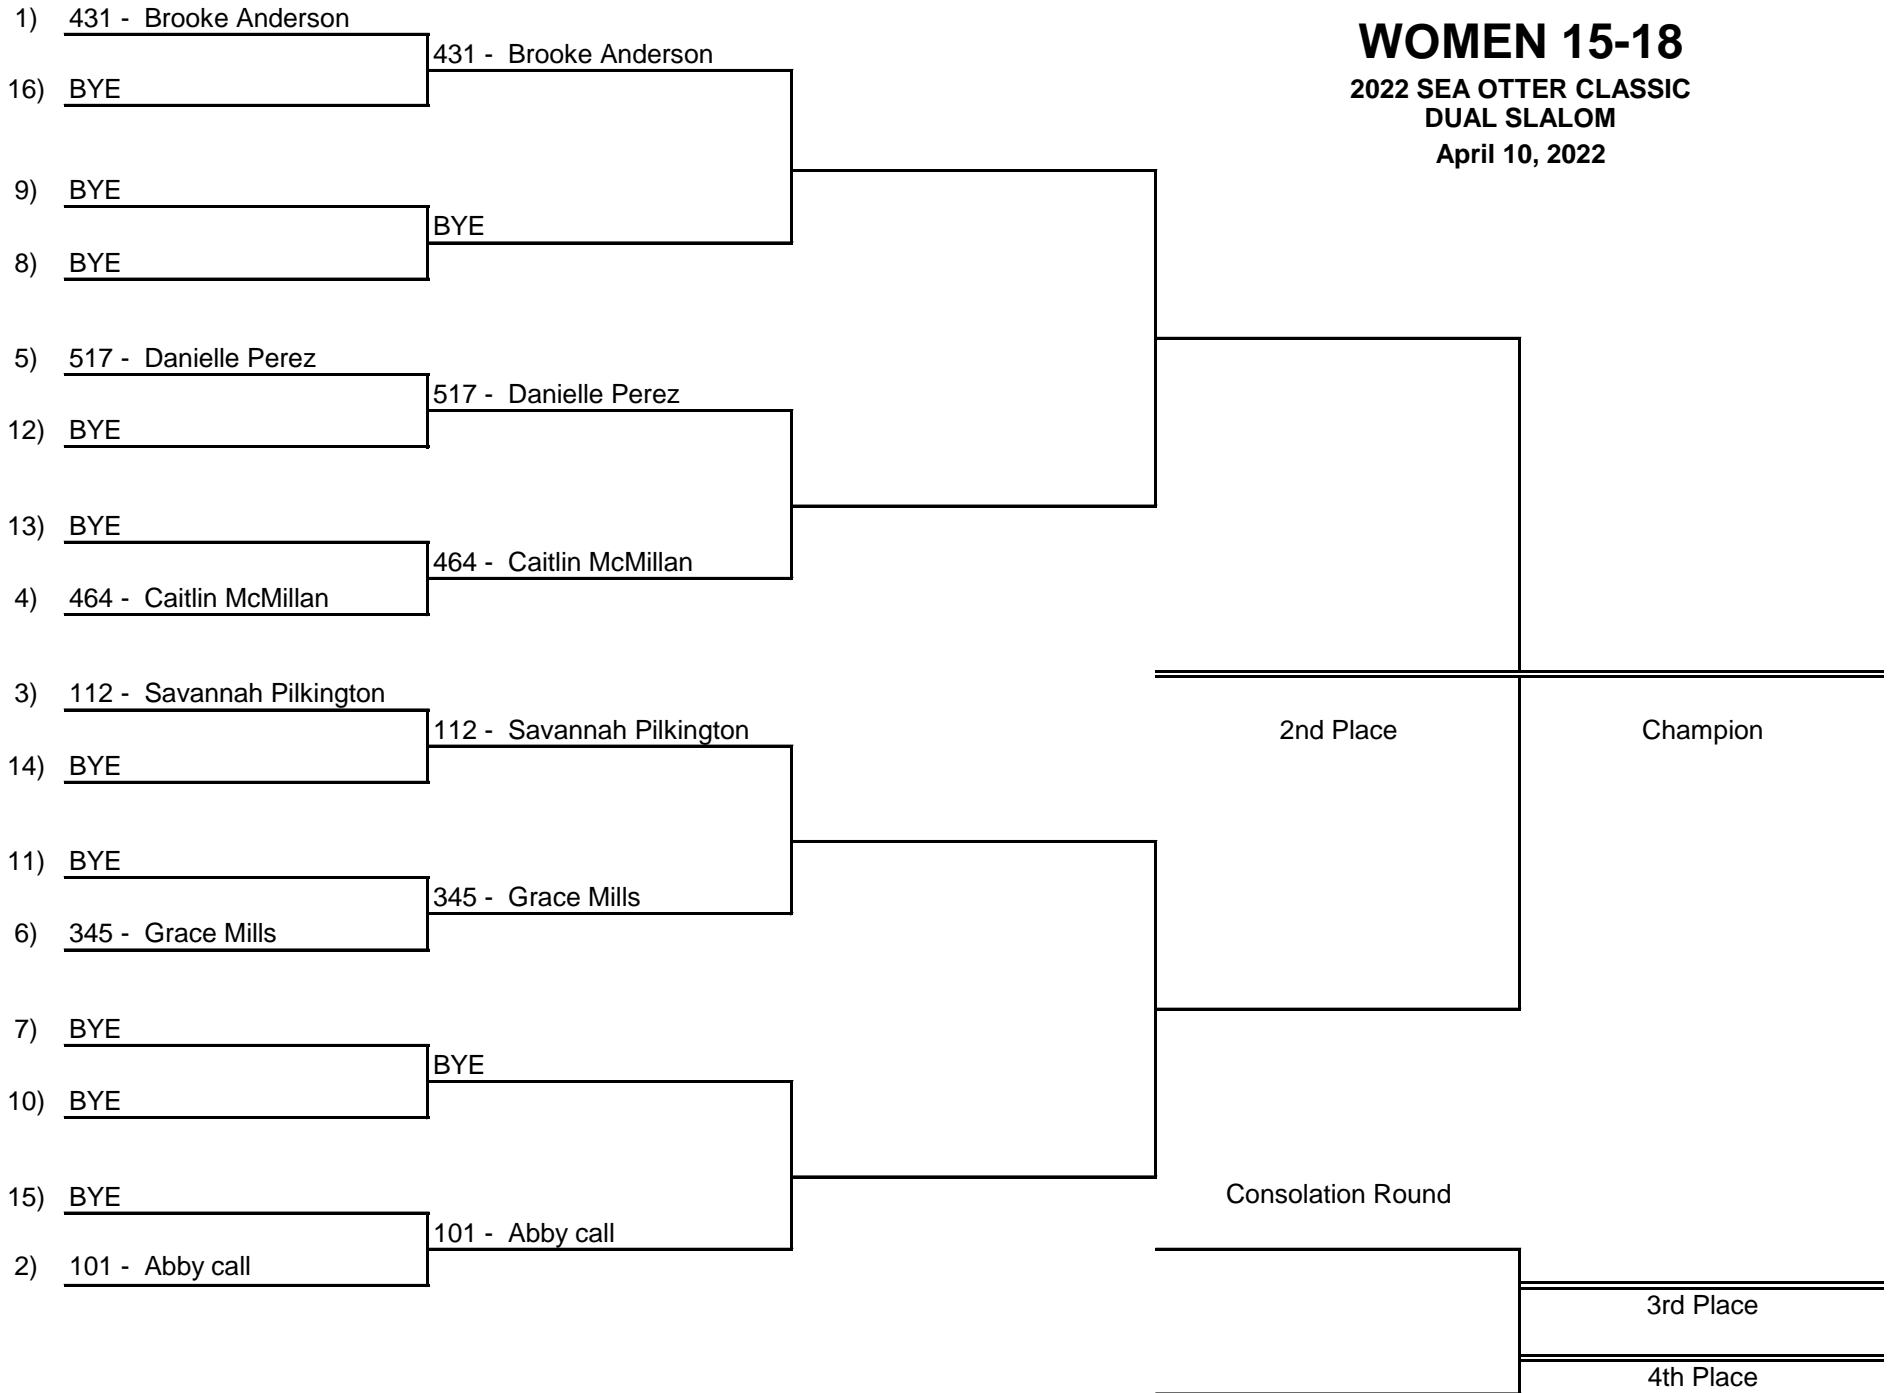 WOMEN 15-18
2022 SEA OTTER CLASSIC
DUAL SLALOM
April 10, 2022
1) 431 - Brooke Anderson
431 - Brooke Anderson
16) BYE
9) BYE
BYE
8) BYE
5) 517 - Danielle Perez
517 - Danielle Perez
12) BYE
13) BYE
464 - Caitlin McMillan
4) 464 - Caitlin McMillan
3) 112 - Savannah Pilkington
112 - Savannah Pilkington
2nd Place
Champion
14) BYE
11) BYE
345 - Grace Mills
6) 345 - Grace Mills
7) BYE
BYE
10) BYE
15) BYE
Consolation Round
101 - Abby call
2) 101 - Abby call
3rd Place
4th Place